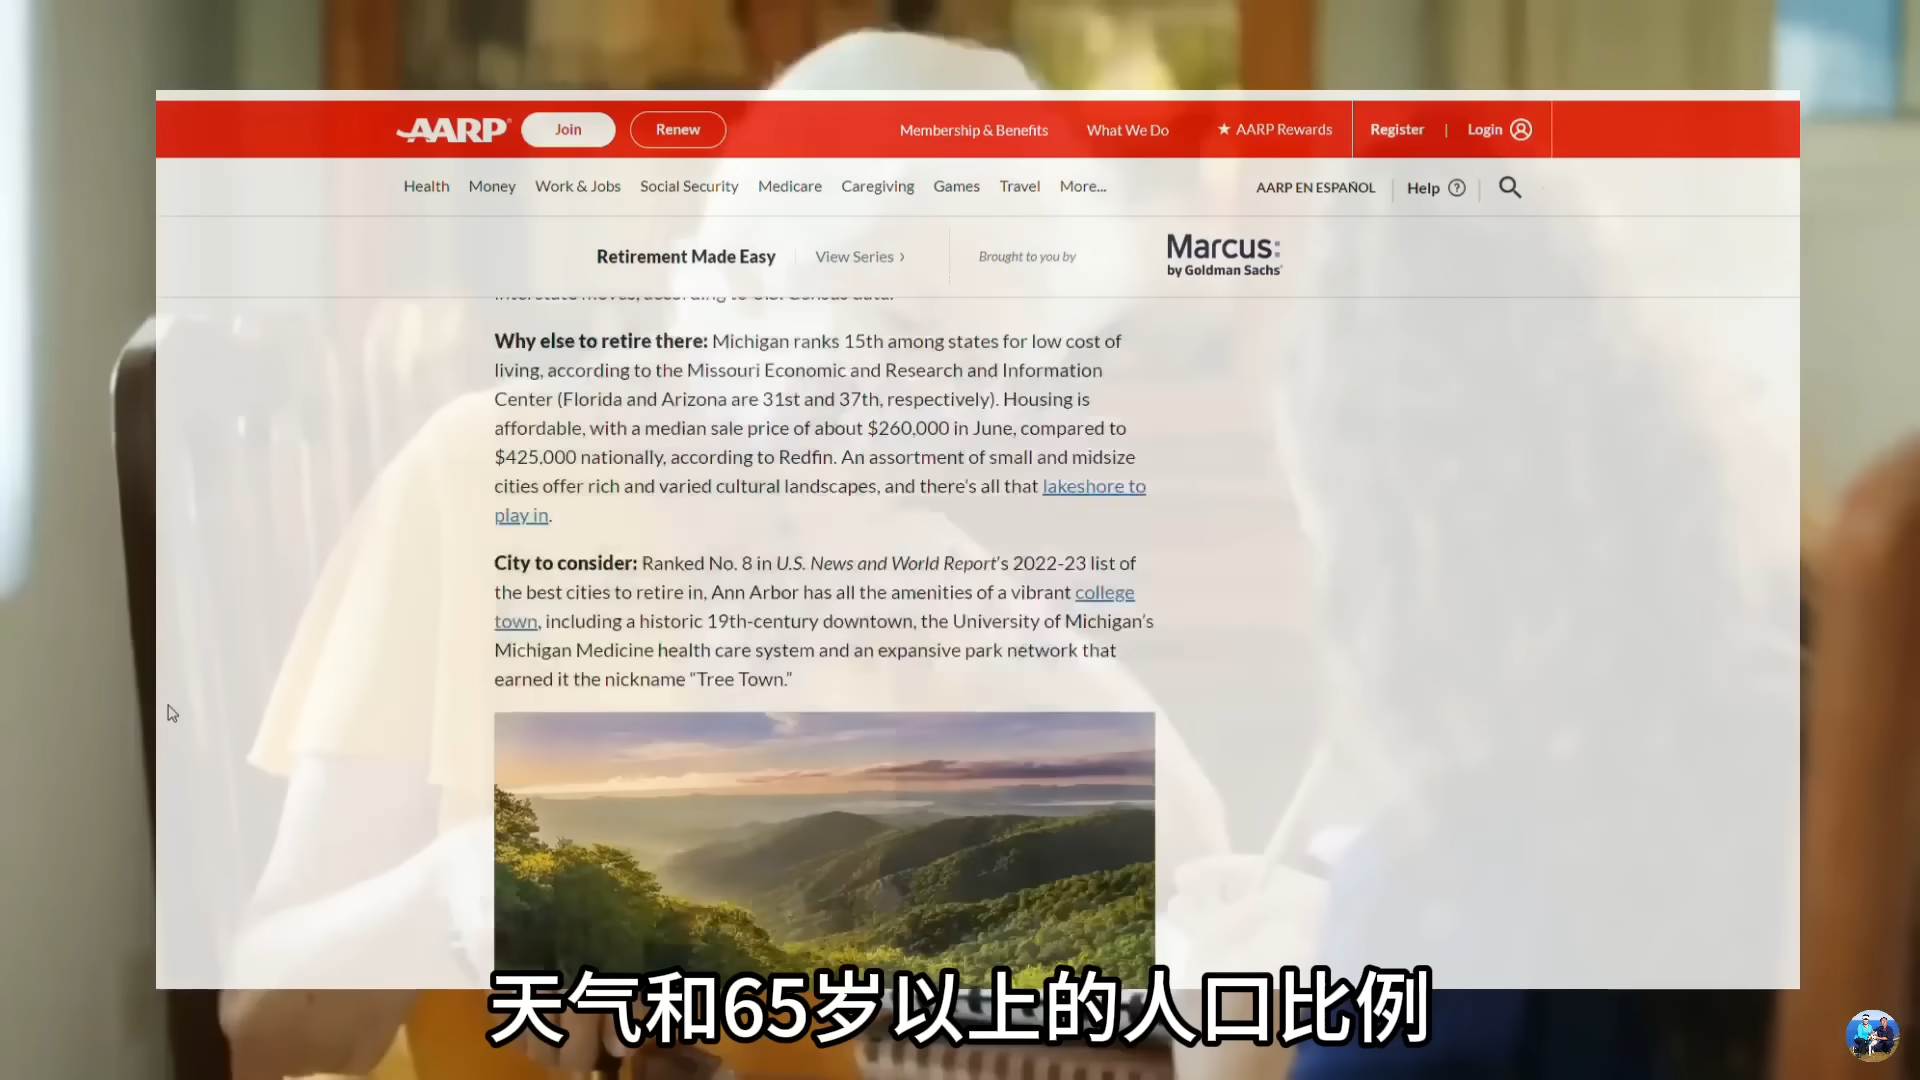 AARP
Join
Renew
Membership & Benefits
What We Do
★ AARP Rewards
Register
|
Login
Health
Money
Work & Jobs
Social Security
Medicare
Caregiving
Games
Travel
More...
AARP EN ESPAÑOL
Help ?
Retirement Made Easy
View Series ›
Brought to you by
Marcus:
by Goldman Sachs®
interstate moves, according to U.S. Census data.
Why else to retire there: Michigan ranks 15th among states for low cost of
living, according to the Missouri Economic and Research and Information
Center (Florida and Arizona are 31st and 37th, respectively). Housing is
affordable, with a median sale price of about $260,000 in June, compared to
$425,000 nationally, according to Redfin. An assortment of small and midsize
cities offer rich and varied cultural landscapes, and there's all that lakeshore to
play in.
City to consider: Ranked No. 8 in U.S. News and World Report's 2022-23 list of
the best cities to retire in, Ann Arbor has all the amenities of a vibrant college
town, including a historic 19th-century downtown, the University of Michigan's
Michigan Medicine health care system and an expansive park network that
earned it the nickname “Tree Town.”
天气和65岁以上的人口比例